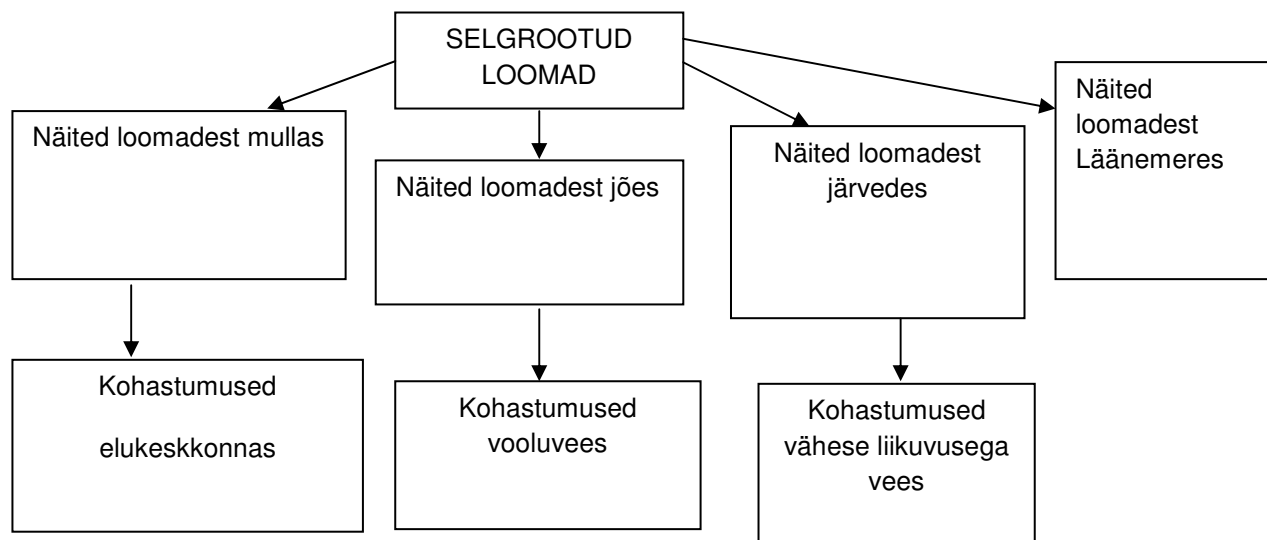 SELGROOTUD
LOOMAD
Näited loomadest mullas
Näited loomadest jões
Näited loomadest
järvedes
Näited
loomadest
Läänemeres
Kohastumused
elukeskkonnas
Kohastumused
vooluvees
Kohastumused
vähese liikuvusega
vees